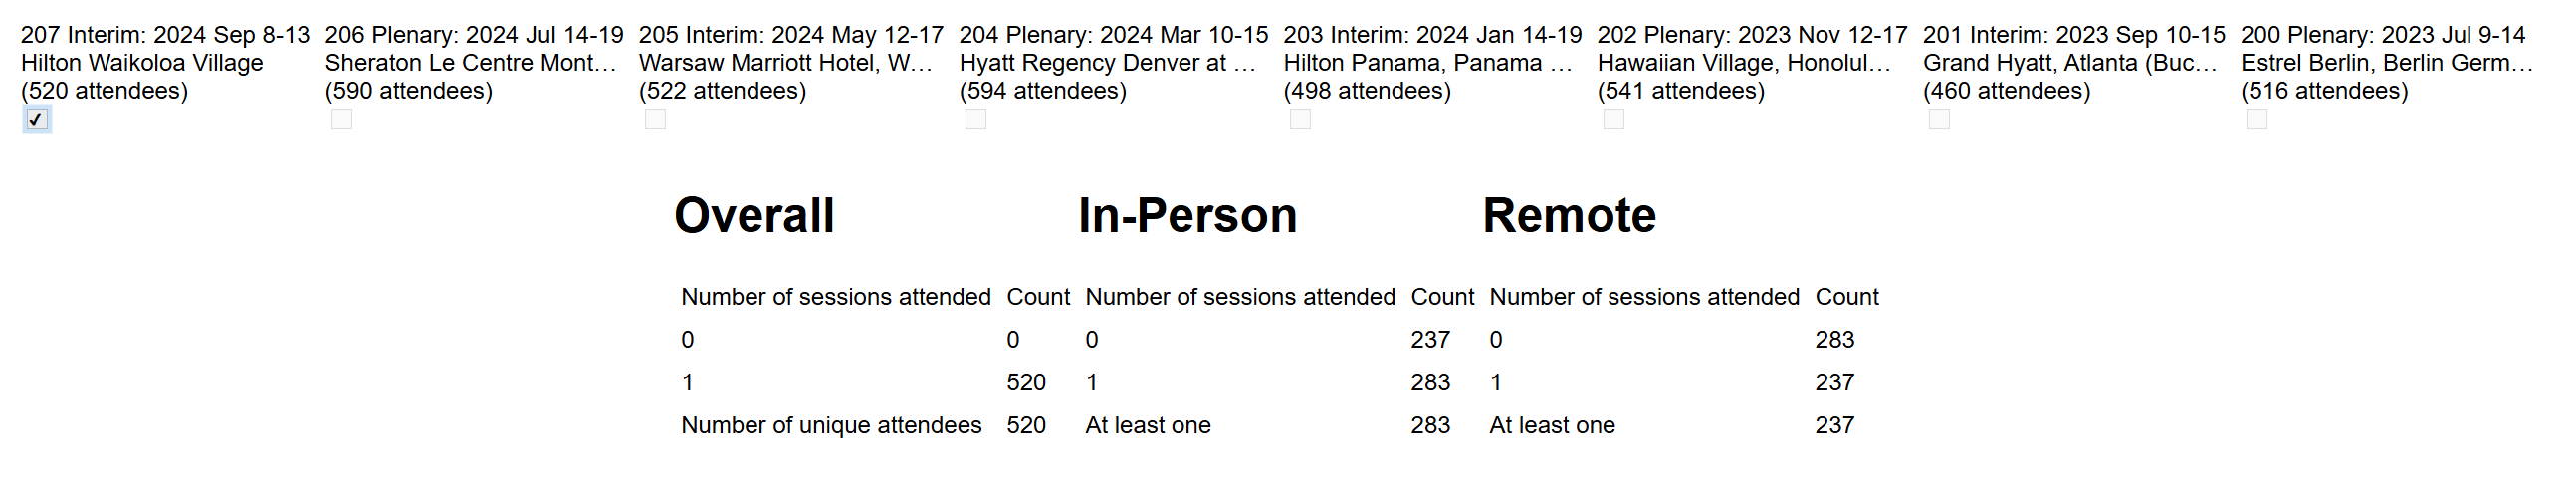 207 Interim: 2024 Sep 8-13
Hilton Waikoloa Village
(520 attendees)
206 Plenary: 2024 Jul 14-19
Sheraton Le Centre Mont…
(590 attendees)
205 Interim: 2024 May 12-17
Warsaw Marriott Hotel, W…
(522 attendees)
204 Plenary: 2024 Mar 10-15
Hyatt Regency Denver at …
(594 attendees)
203 Interim: 2024 Jan 14-19
Hilton Panama, Panama …
(498 attendees)
202 Plenary: 2023 Nov 12-17
Hawaiian Village, Honolul…
(541 attendees)
201 Interim: 2023 Sep 10-15
Grand Hyatt, Atlanta (Buc…
(460 attendees)
200 Plenary: 2023 Jul 9-14
Estrel Berlin, Berlin Germ…
(516 attendees)
Overall
Number of sessions attended Count
0 0
1 520
Number of unique attendees 520
In-Person
Number of sessions attended Count
0 237
1 283
At least one 283
Remote
Number of sessions attended Count
0 283
1 237
At least one 237